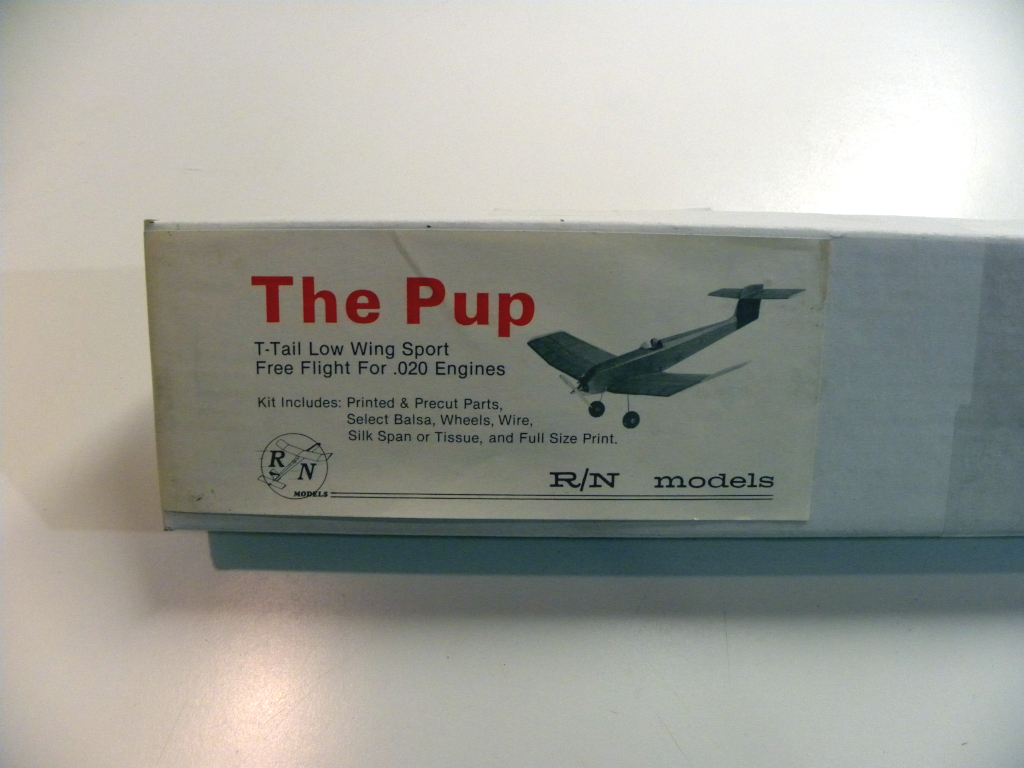 The Pup
T-Tail Low Wing Sport
Free Flight For .020 Engines
Kit Includes: Printed & Precut Parts,
Select Balsa, Wheels, Wire,
Silk Span or Tissue, and Full Size Print.
R N
MODELS
R/N models